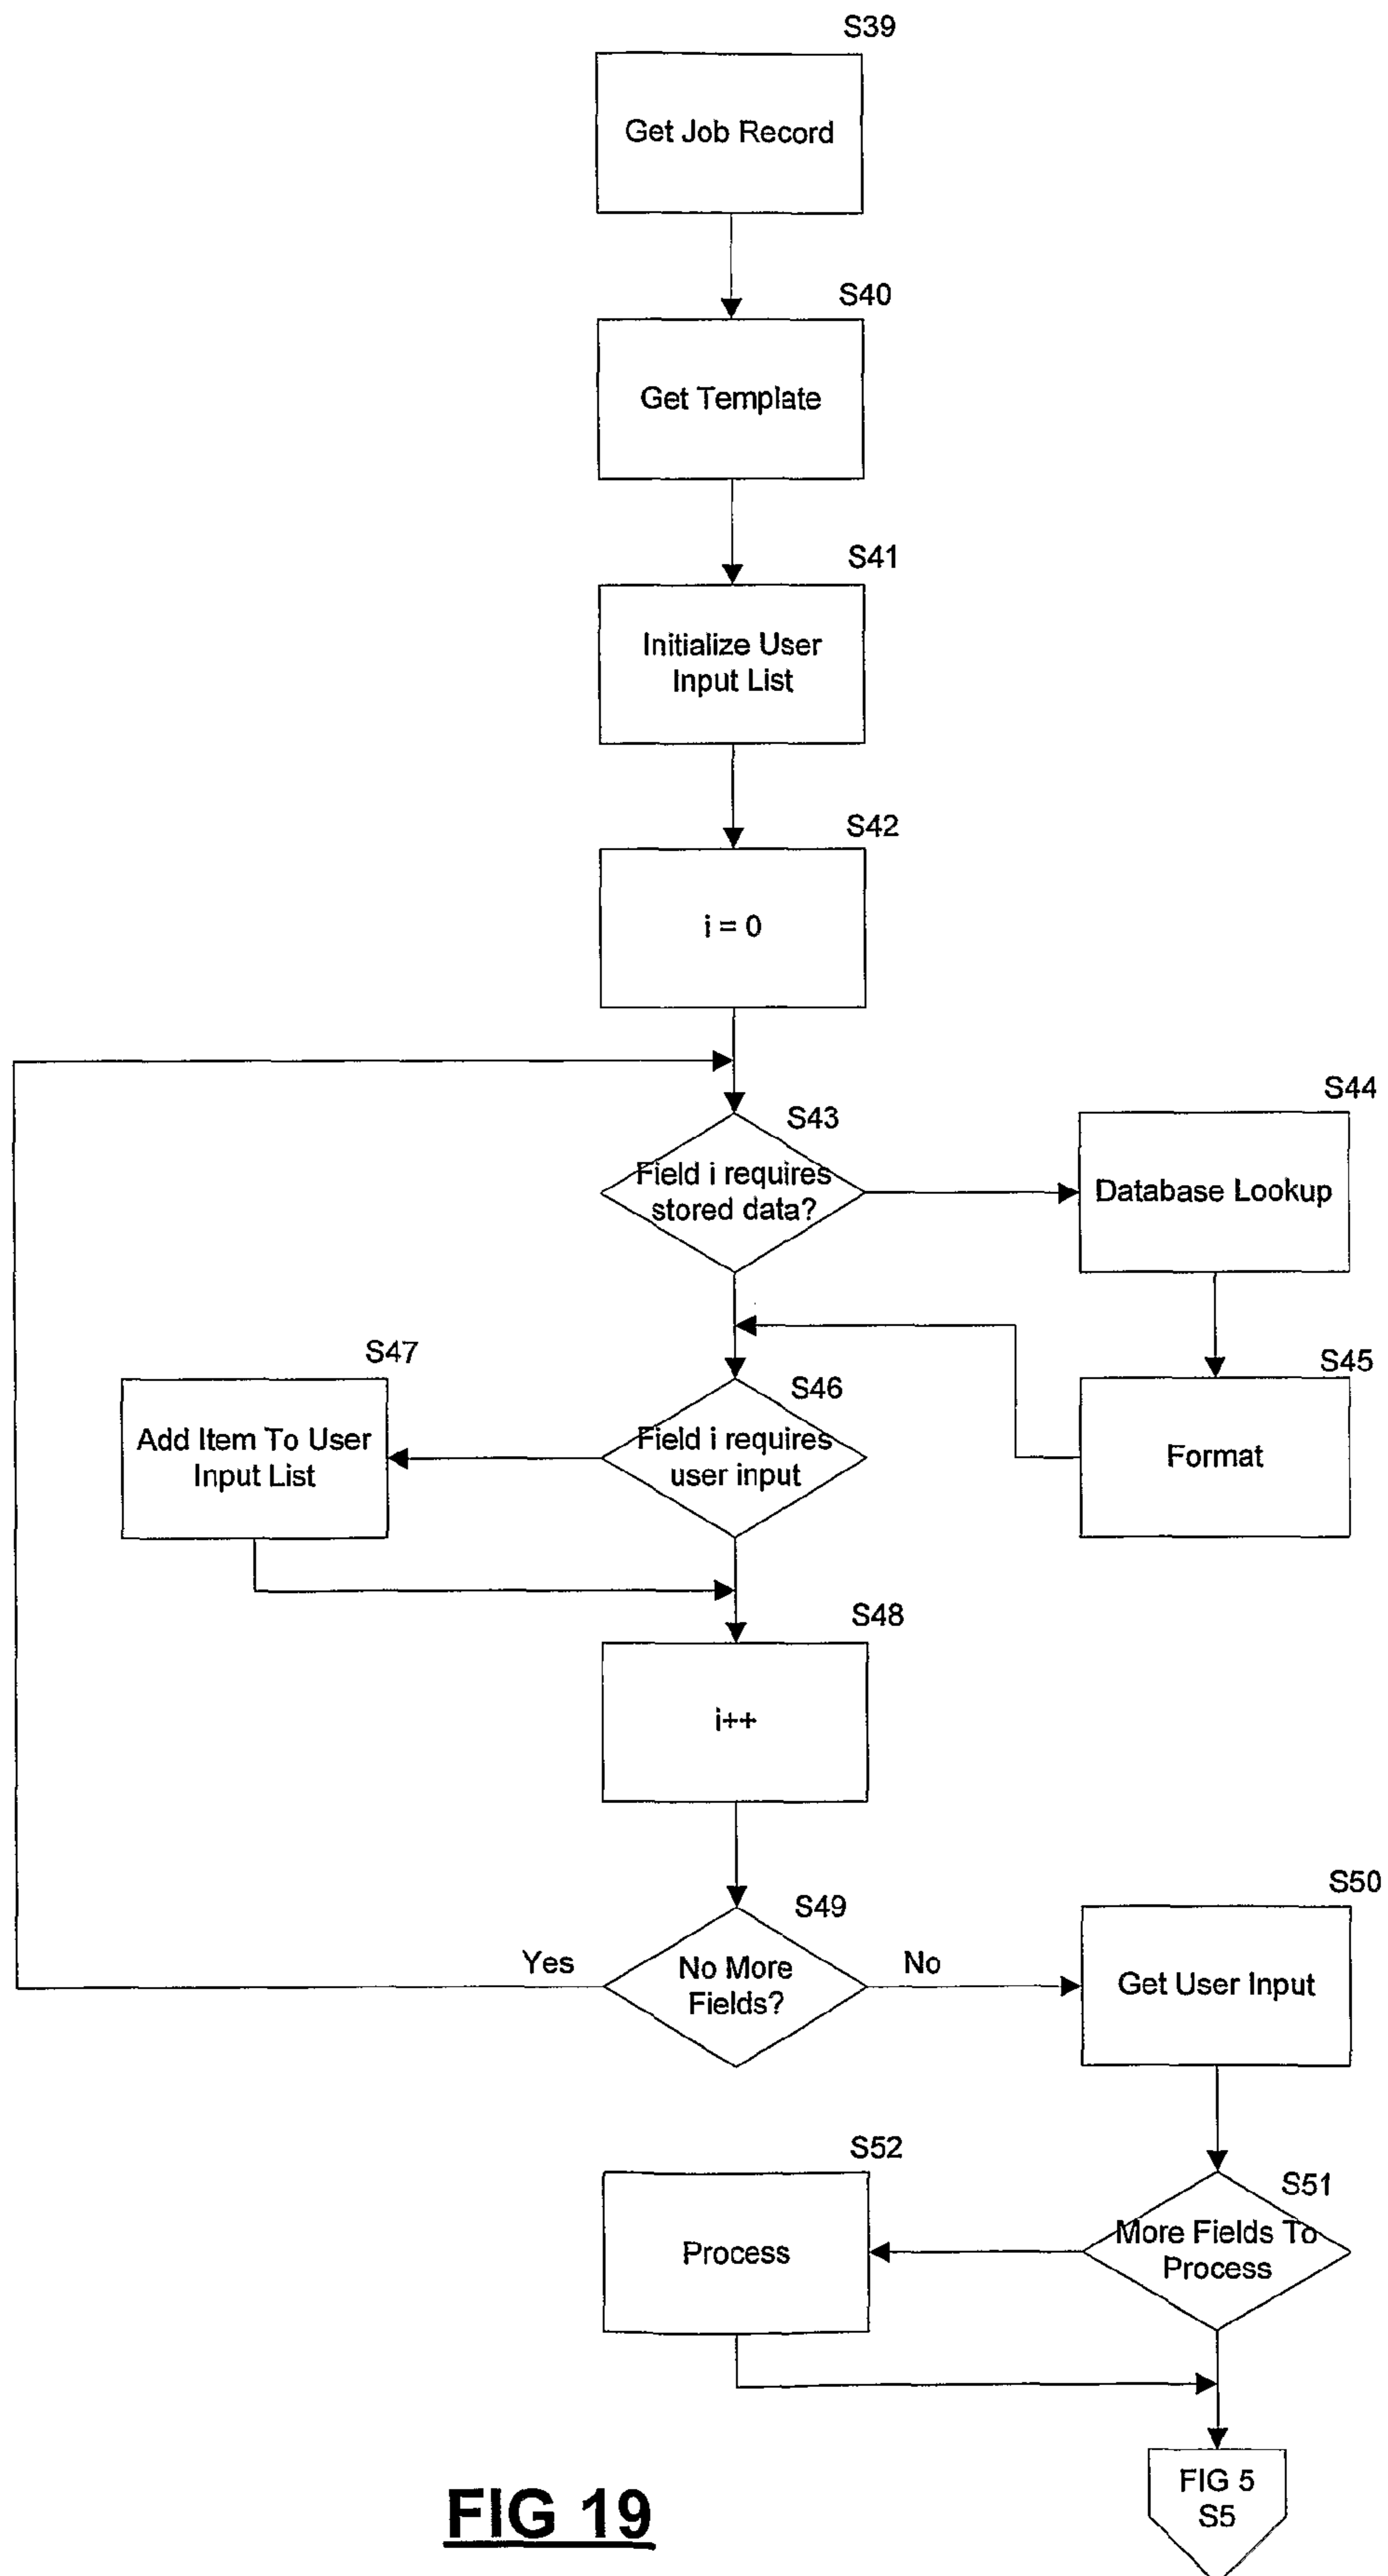 S39
Get Job Record
S40
Get Template
S41
Initialize User
Input List
S42
i = 0
S43
Field i requires
stored data?
S44
Database Lookup
S45
Format
S46
Field i requires
user input
S47
Add Item To User
Input List
S48
i++
S49
No More
Fields?
Yes
No
S50
Get User Input
S51
More Fields To
Process
S52
Process
FIG 5
S5
FIG 19